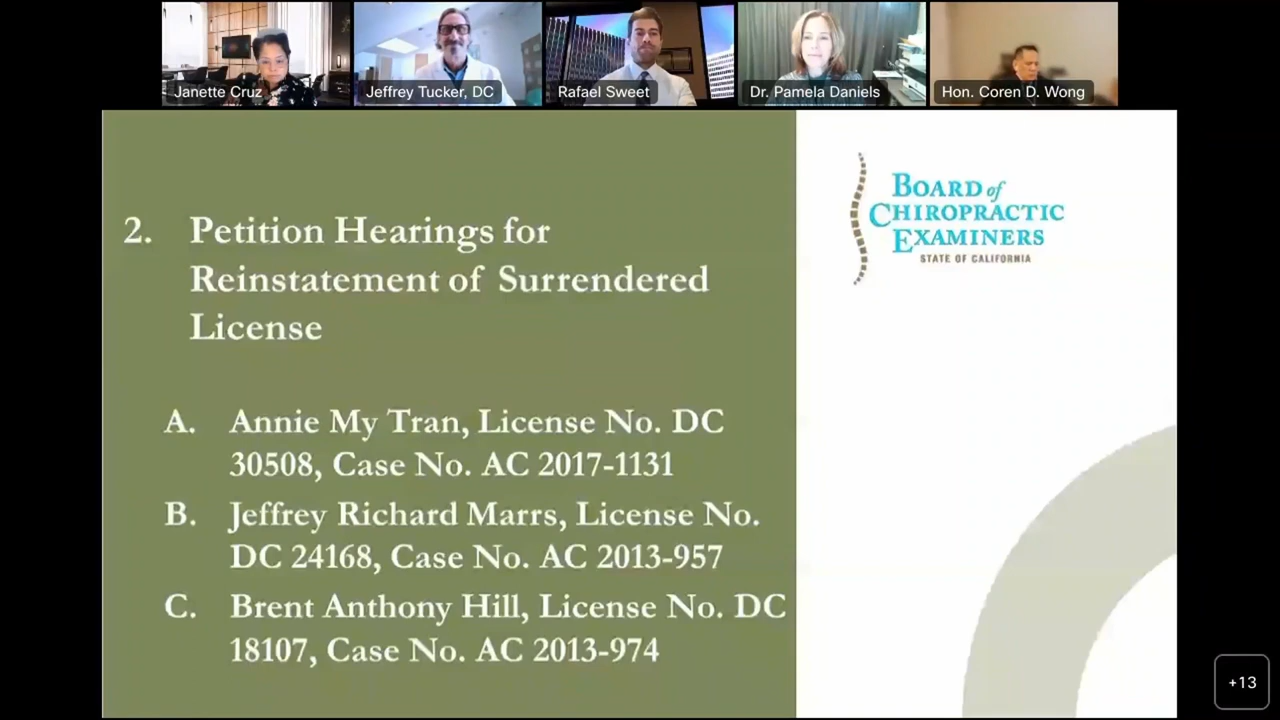 Janette Cruz
Jeffrey Tucker, DC
Rafael Sweet
Dr. Pamela Daniels
Hon. Coren D. Wong
2. Petition Hearings for
Reinstatement of Surrendered
License
A. Annie My Tran, License No. DC
30508, Case No. AC 2017-1131
B. Jeffrey Richard Marrs, License No.
DC 24168, Case No. AC 2013-957
C. Brent Anthony Hill, License No. DC
18107, Case No. AC 2013-974
BOARD of
CHIROPRACTIC
EXAMINERS
STATE OF CALIFORNIA
+13